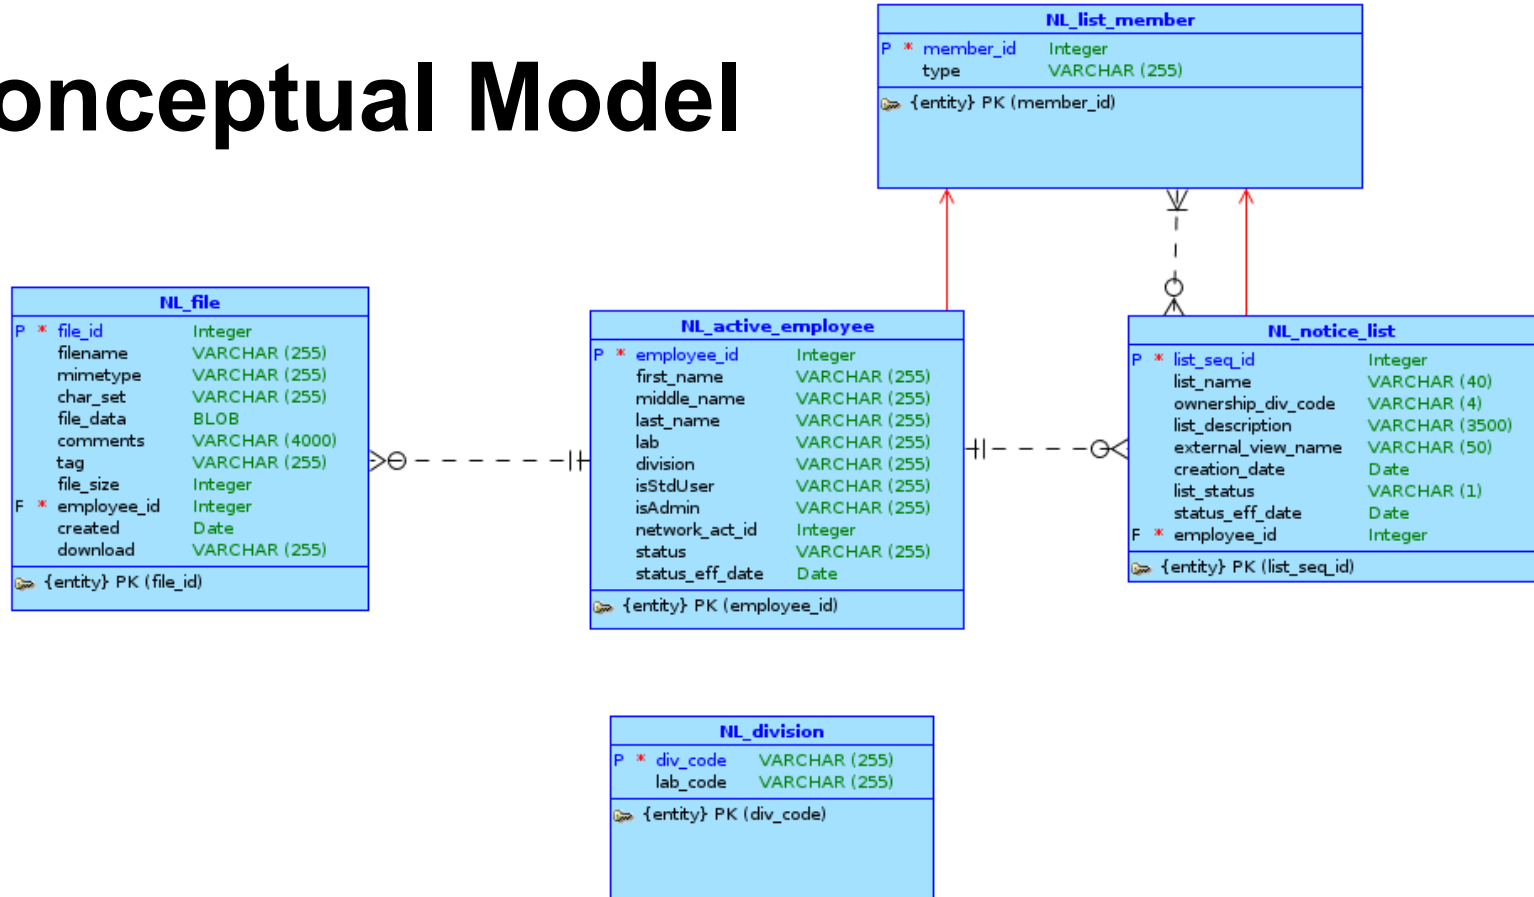 onceptual Model
NL_list_member
P * member_id Integer
type VARCHAR (255)
{entity} PK (member_id)
NL_file
P * file_id Integer
filename VARCHAR (255)
mimetype VARCHAR (255)
char_set VARCHAR (255)
file_data BLOB
comments VARCHAR (4000)
tag VARCHAR (255)
file_size Integer
F * employee_id Integer
created Date
download VARCHAR (255)
{entity} PK (file_id)
NL_active_employee
P * employee_id Integer
first_name VARCHAR (255)
middle_name VARCHAR (255)
last_name VARCHAR (255)
lab VARCHAR (255)
division VARCHAR (255)
isStdUser VARCHAR (255)
isAdmin VARCHAR (255)
network_act_id Integer
status VARCHAR (255)
status_eff_date Date
{entity} PK (employee_id)
NL_notice_list
P * list_seq_id Integer
list_name VARCHAR (40)
ownership_div_code VARCHAR (4)
list_description VARCHAR (3500)
external_view_name VARCHAR (50)
creation_date Date
list_status VARCHAR (1)
status_eff_date Date
F * employee_id Integer
{entity} PK (list_seq_id)
NL_division
P * div_code VARCHAR (255)
lab_code VARCHAR (255)
{entity} PK (div_code)